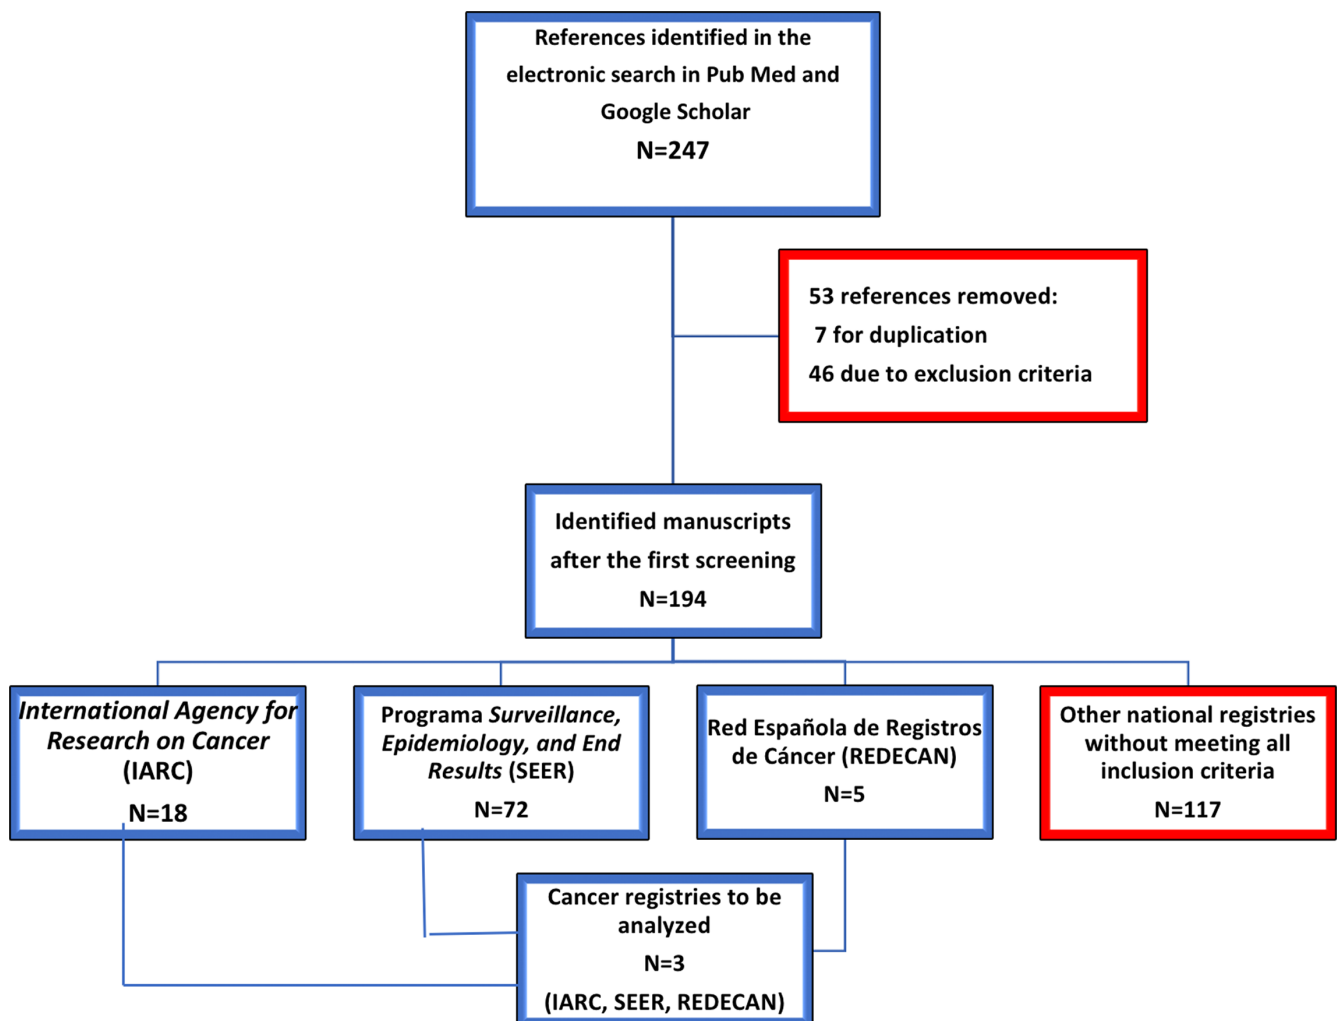 References identified in the
electronic search in Pub Med and
Google Scholar
N=247
53 references removed:
7 for duplication
46 due to exclusion criteria
Identified manuscripts
after the first screening
N=194
International Agency for
Research on Cancer
(IARC)
N=18
Programa Surveillance,
Epidemiology, and End
Results (SEER)
N=72
Red Española de Registros
de Cáncer (REDECAN)
N=5
Other national registries
without meeting all
inclusion criteria
N=117
Cancer registries to be
analyzed
N=3
(IARC, SEER, REDECAN)